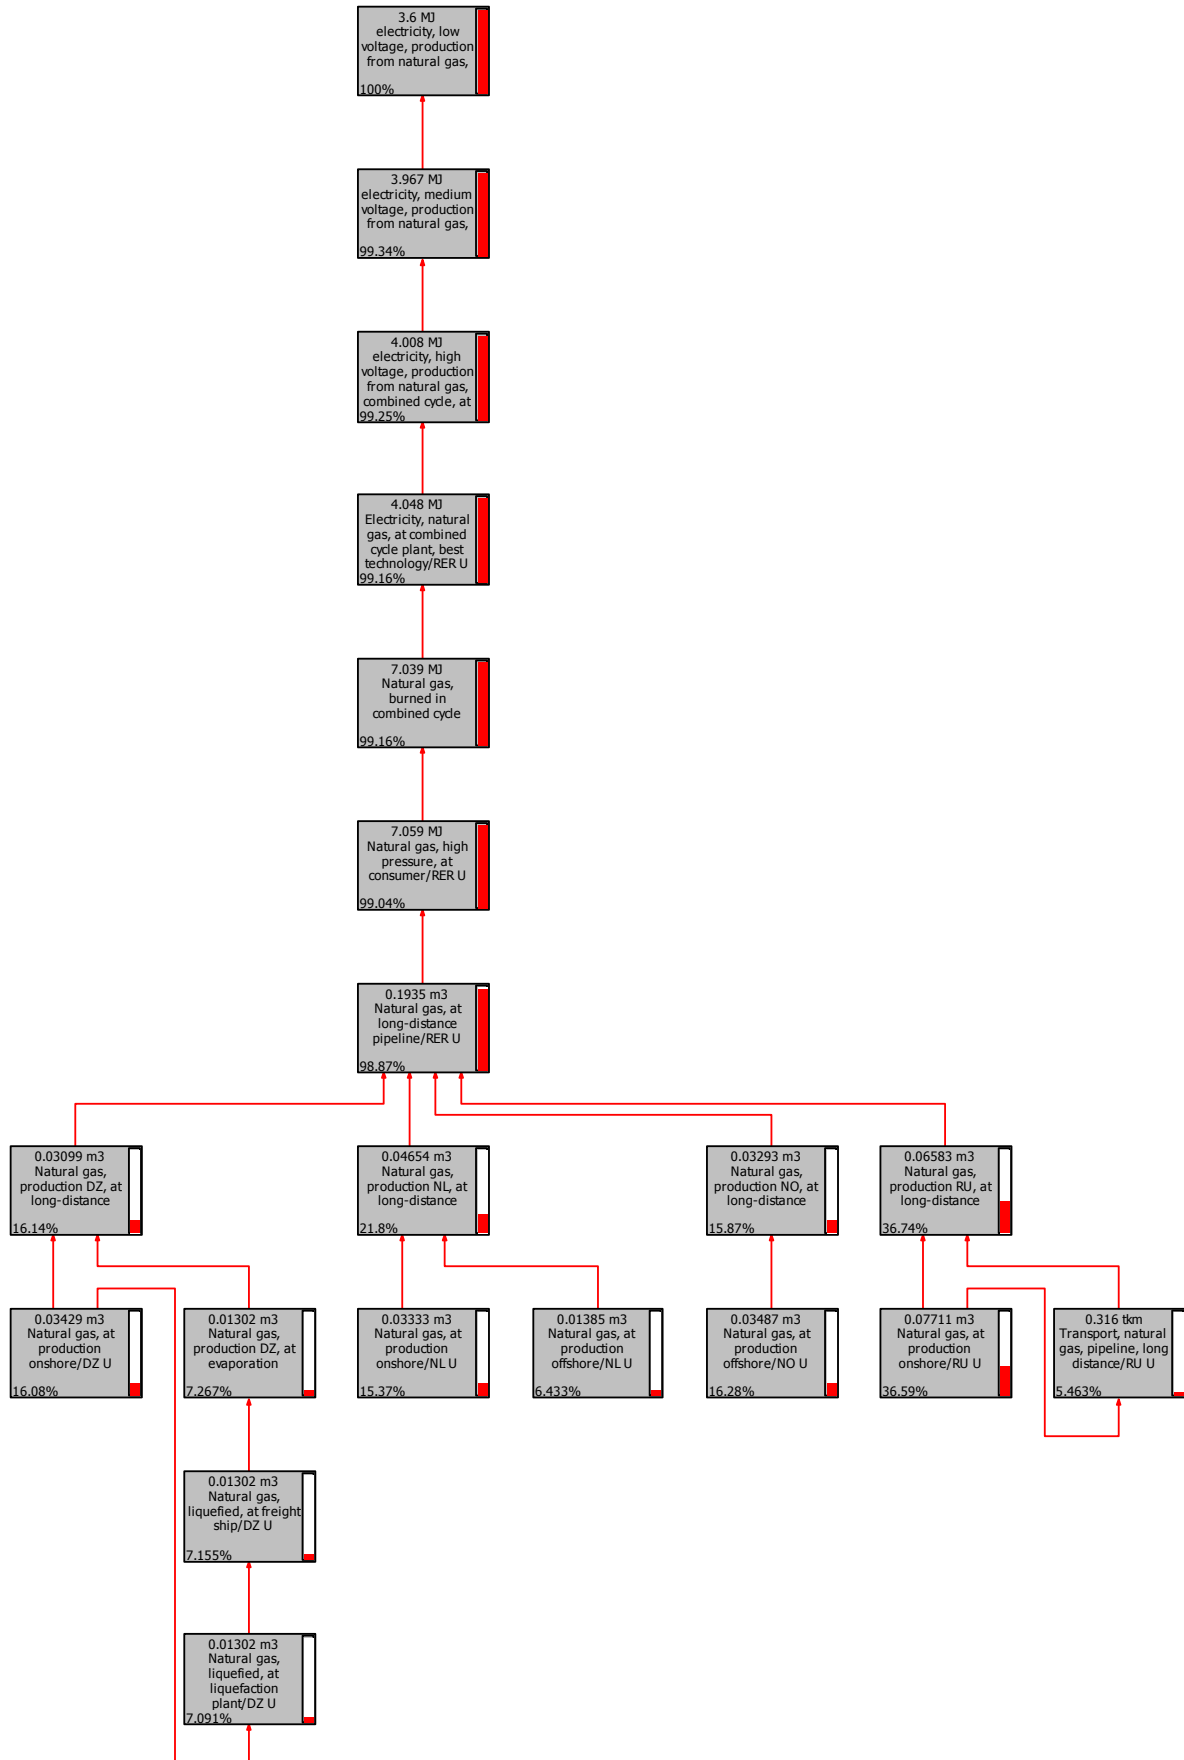 3.6 MJ
electricity, low
voltage, production
from natural gas,
100%
3.967 MJ
electricity, medium
voltage, production
from natural gas,
99.34%
4.008 MJ
electricity, high
voltage, production
from natural gas,
combined cycle, at
99.25%
4.048 MJ
Electricity, natural
gas, at combined
cycle plant, best
technology/RER U
99.16%
7.039 MJ
Natural gas,
burned in
combined cycle
99.16%
7.059 MJ
Natural gas, high
pressure, at
consumer/RER U
99.04%
0.1935 m3
Natural gas, at
long-distance
pipeline/RER U
98.87%
0.03099 m3
Natural gas,
production DZ, at
long-distance
16.14%
0.04654 m3
Natural gas,
production NL, at
long-distance
21.8%
0.03293 m3
Natural gas,
production NO, at
long-distance
15.87%
0.06583 m3
Natural gas,
production RU, at
long-distance
36.74%
0.03429 m3
Natural gas, at
production
onshore/DZ U
16.08%
0.01302 m3
Natural gas,
production DZ, at
evaporation
7.267%
0.03333 m3
Natural gas, at
production
onshore/NL U
15.37%
0.01385 m3
Natural gas, at
production
offshore/NL U
6.433%
0.03487 m3
Natural gas, at
production
offshore/NO U
16.28%
0.07711 m3
Natural gas, at
production
onshore/RU U
36.59%
0.316 tkm
Transport, natural
gas, pipeline, long
distance/RU U
5.463%
0.01302 m3
Natural gas,
liquefied, at freight
ship/DZ U
7.155%
0.01302 m3
Natural gas,
liquefied, at
liquefaction
plant/DZ U
7.091%